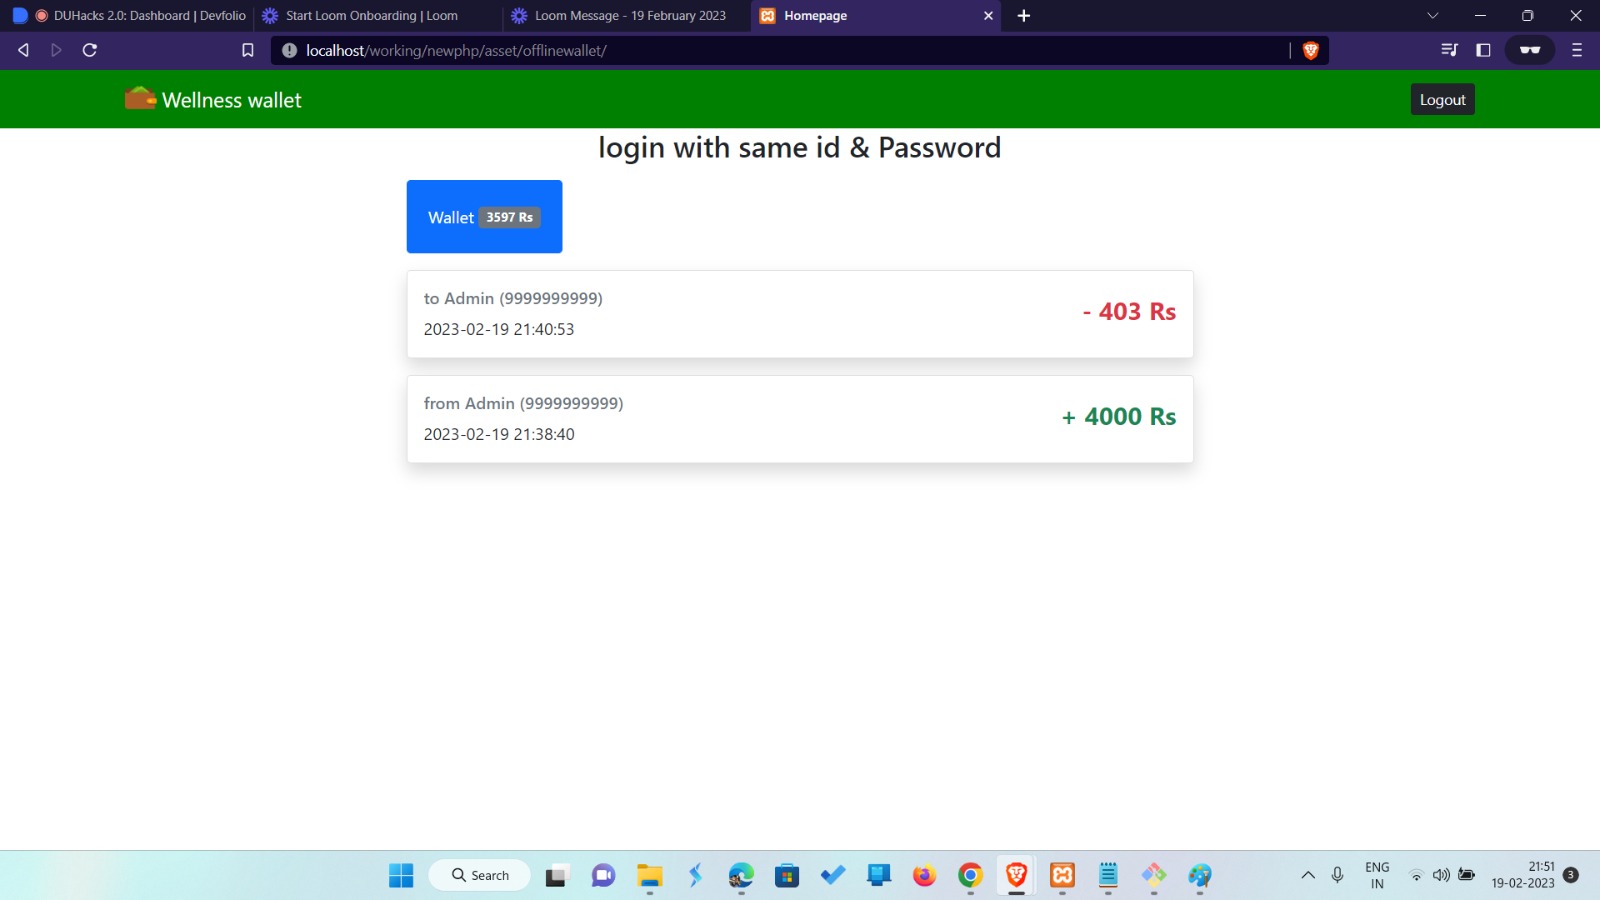 DUHacks 2.0: Dashboard | Devfolio
Start Loom Onboarding | Loom
Loom Message - 19 February 2023
Homepage
localhost/working/newphp/asset/offlinewallet/
Wellness wallet
Logout
login with same id & Password
Wallet 3597 Rs
to Admin (9999999999)
- 403 Rs
2023-02-19 21:40:53
from Admin (9999999999)
+ 4000 Rs
2023-02-19 21:38:40
Search
ENG
IN
21:51
19-02-2023
3